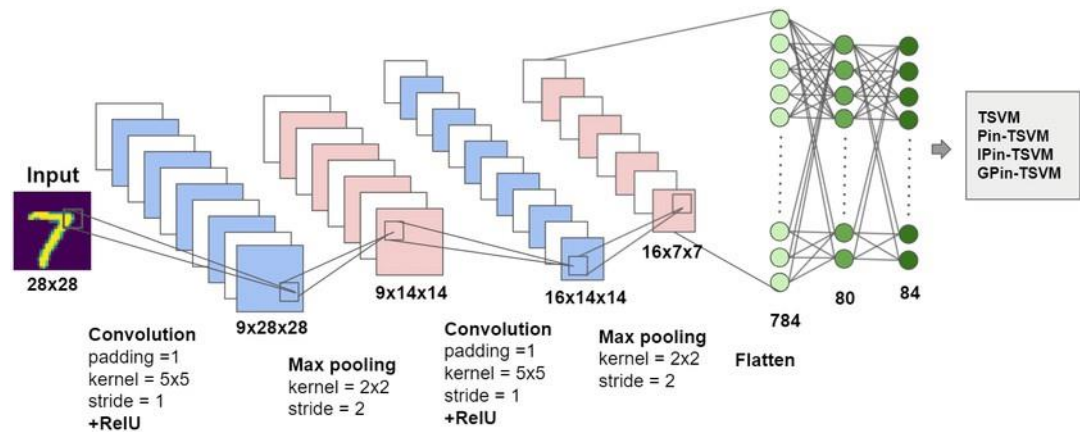 Input
28x28
9x28x28
Convolution
padding =1
kernel = 5x5
stride = 1
+RelU
9x14x14
Max pooling
kernel = 2x2
stride = 2
16x14x14
Convolution
padding =1
kernel = 5x5
stride = 1
+RelU
16x7x7
Max pooling
kernel = 2x2
stride = 2
784
Flatten
80
84
TSVM
Pin-TSVM
IPin-TSVM
GPin-TSVM